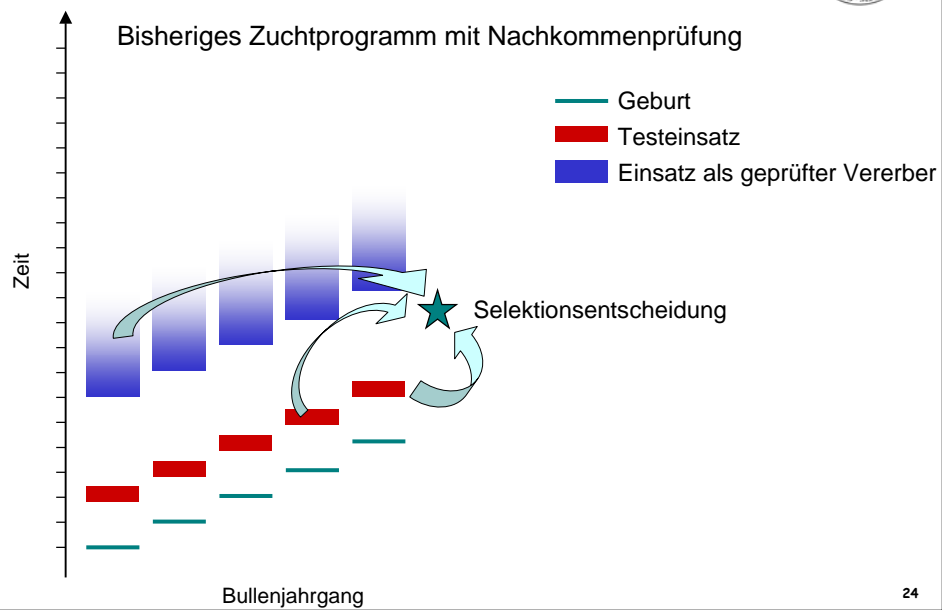 Bisheriges Zuchtprogramm mit Nachkommenprüfung
Geburt
Testeinsatz
Einsatz als geprüfter Vererber
Zeit
Selektionsentscheidung
Bullenjahrgang
24